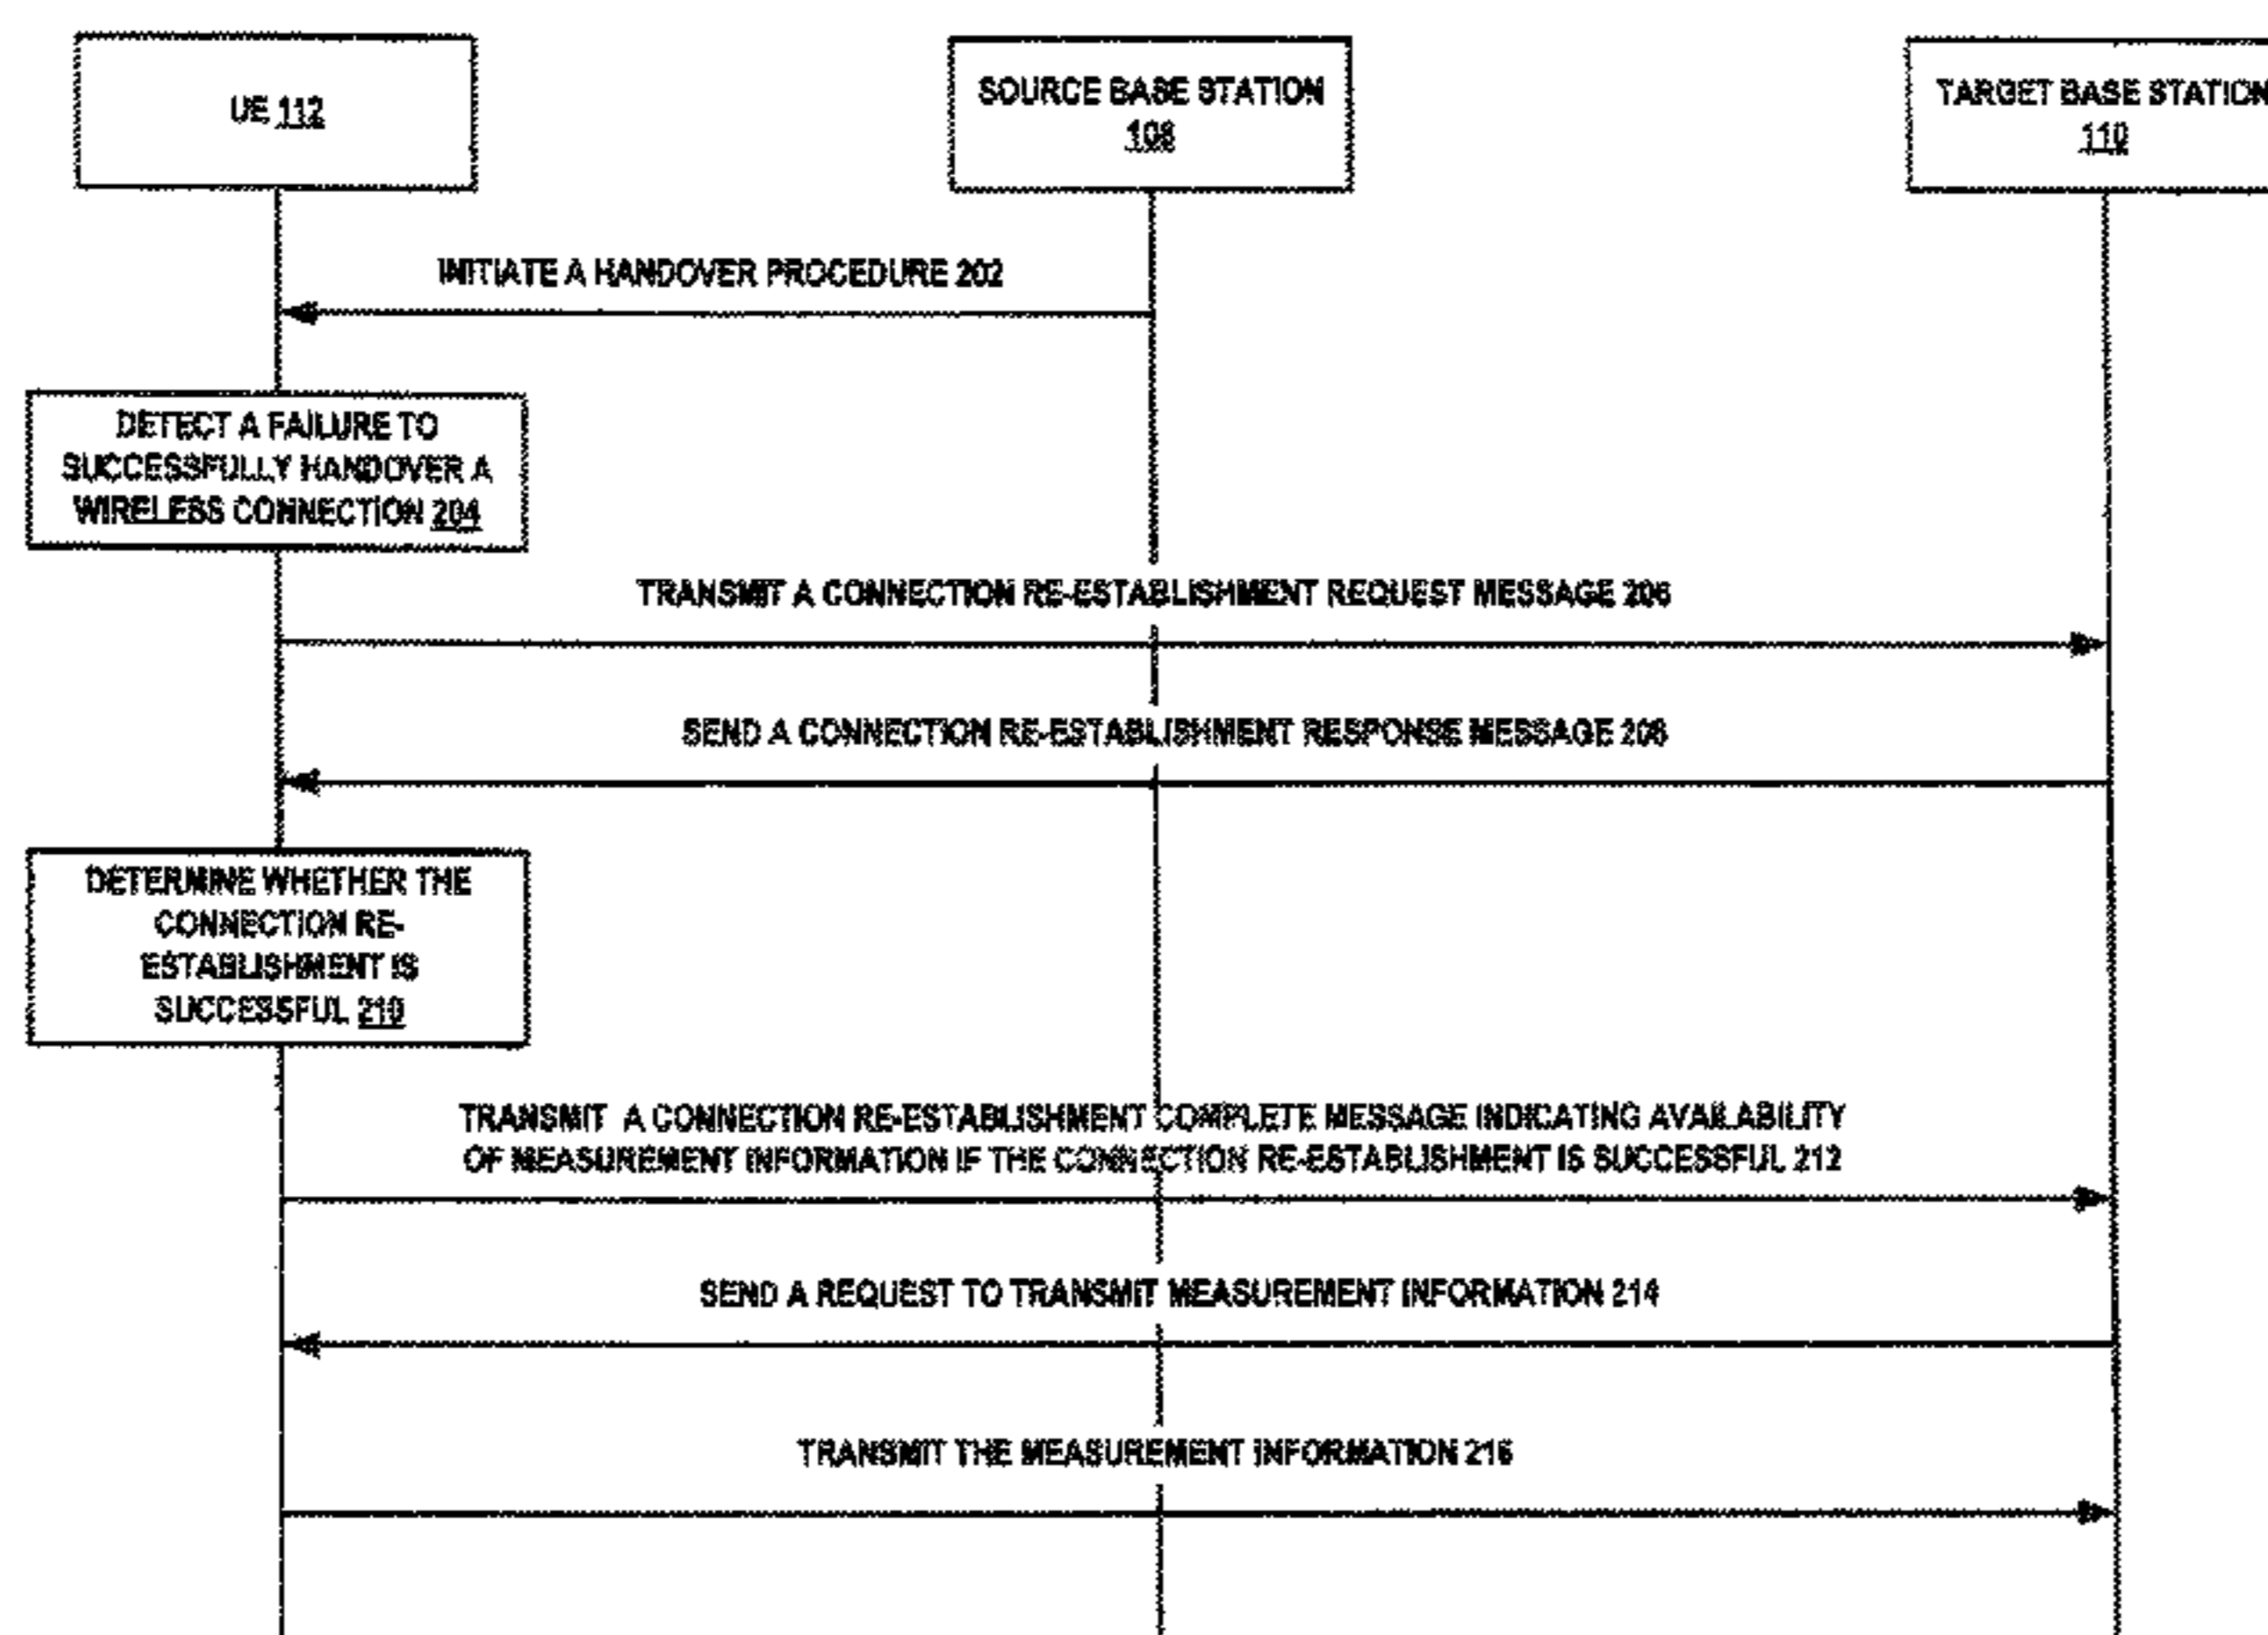 UE 112
SOURCE BASE STATION
108
TARGET BASE STATION
110
INITIATE A HANDOVER PROCEDURE 202
DETECT A FAILURE TO
SUCCESSFULLY HANDOVER A
WIRELESS CONNECTION 204
TRANSMIT A CONNECTION RE-ESTABLISHMENT REQUEST MESSAGE 206
SEND A CONNECTION RE-ESTABLISHMENT RESPONSE MESSAGE 208
DETERMINE WHETHER THE
CONNECTION RE-
ESTABLISHMENT IS
SUCCESSFUL 210
TRANSMIT A CONNECTION RE-ESTABLISHMENT COMPLETE MESSAGE INDICATING AVAILABILITY
OF MEASUREMENT INFORMATION IF THE CONNECTION RE-ESTABLISHMENT IS SUCCESSFUL 212
SEND A REQUEST TO TRANSMIT MEASUREMENT INFORMATION 214
TRANSMIT THE MEASUREMENT INFORMATION 216